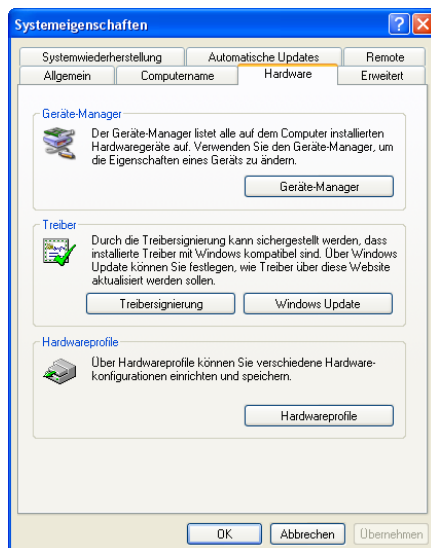 Systemeigenschaften
Systemwiederherstellung Automatische Updates Remote
Allgemein Computername Hardware Erweitert
Geräte-Manager
Der Geräte-Manager listet alle auf dem Computer installierten
Hardwaregeräte auf. Verwenden Sie den Geräte-Manager, um
die Eigenschaften eines Geräts zu ändern.
Geräte-Manager
Treiber
Durch die Treibersignierung kann sichergestellt werden, dass
installierte Treiber mit Windows kompatibel sind. Über Windows
Update können Sie festlegen, wie Treiber über diese Website
aktualisiert werden sollen.
Treibersignierung Windows Update
Hardwareprofile
Über Hardwareprofile können Sie verschiedene Hardware-
konfigurationen einrichten und speichern.
Hardwareprofile
OK Abbrechen Übernehmen